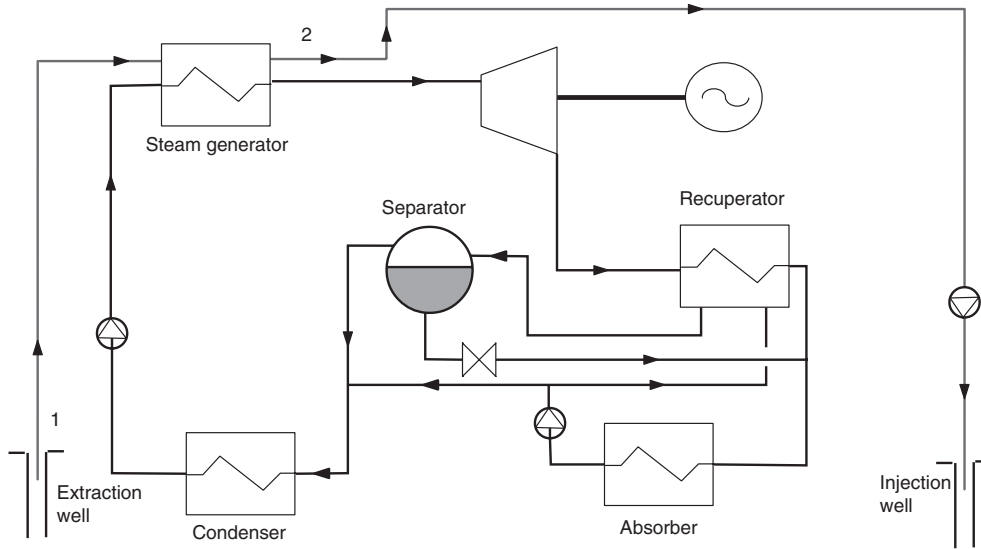 2
Steam generator
Recuperator
Separator
1
Extraction
well
Condenser
Absorber
Injection
well